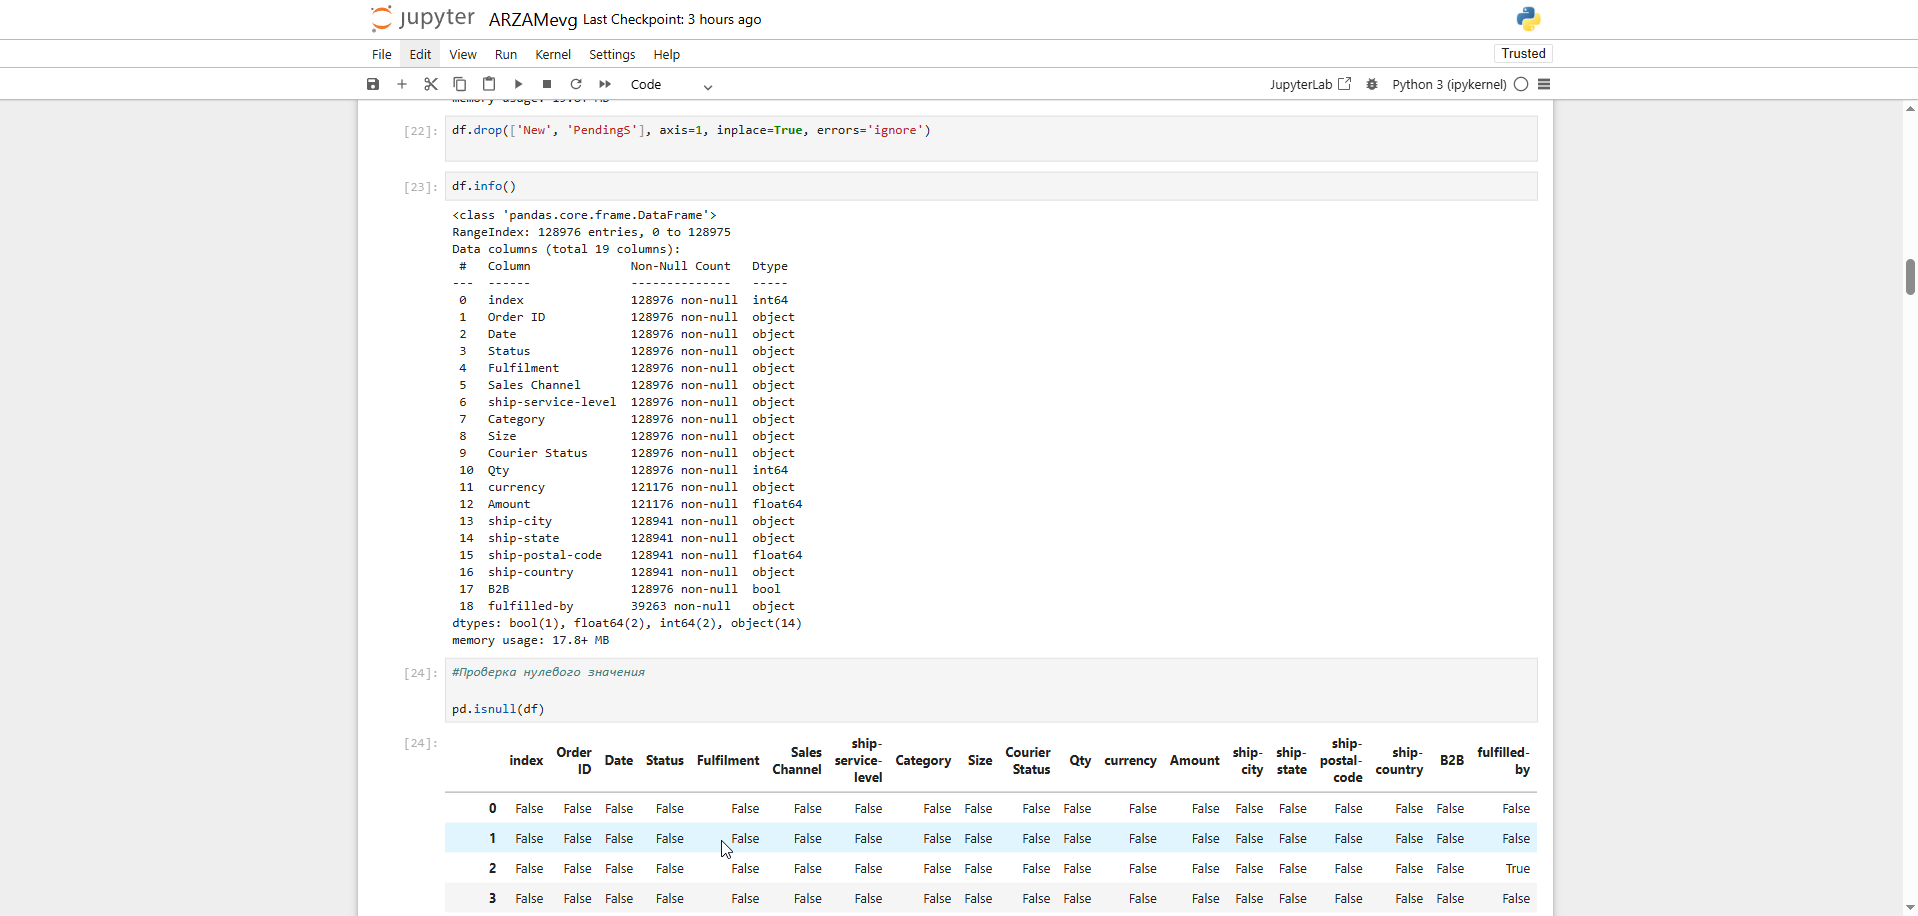 jupyter ARZAMevg Last Checkpoint: 3 hours ago
File Edit View Run Kernel Settings Help Trusted
Code JupyterLab Python 3 (ipykernel)
memory usage: 19.8+ MB
[22]: df.drop(['New', 'PendingS'], axis=1, inplace=True, errors='ignore')
[23]: df.info()
<class 'pandas.core.frame.DataFrame'>
RangeIndex: 128976 entries, 0 to 128975
Data columns (total 19 columns):
# Column Non-Null Count Dtype
--- ------ -------------- -----
0 index 128976 non-null int64
1 Order ID 128976 non-null object
2 Date 128976 non-null object
3 Status 128976 non-null object
4 Fulfilment 128976 non-null object
5 Sales Channel 128976 non-null object
6 ship-service-level 128976 non-null object
7 Category 128976 non-null object
8 Size 128976 non-null object
9 Courier Status 128976 non-null object
10 Qty 128976 non-null int64
11 currency 121176 non-null object
12 Amount 121176 non-null float64
13 ship-city 128941 non-null object
14 ship-state 128941 non-null object
15 ship-postal-code 128941 non-null float64
16 ship-country 128941 non-null object
17 B2B 128976 non-null bool
18 fulfilled-by 39263 non-null object
dtypes: bool(1), float64(2), int64(2), object(14)
memory usage: 17.8+ MB
[24]: #Проверка нулевого значения
pd.isnull(df)
[24]:
index Order ID Date Status Fulfilment Sales Channel ship-service-level Category Size Courier Status Qty currency Amount ship-city ship-state ship-postal-code ship-country B2B fulfilled-by
0 False False False False False False False False False False False False False False False False False False False
1 False False False False False False False False False False False False False False False False False False False
2 False False False False False False False False False False False False False False False False False False True
3 False False False False False False False False False False False False False False False False False False False